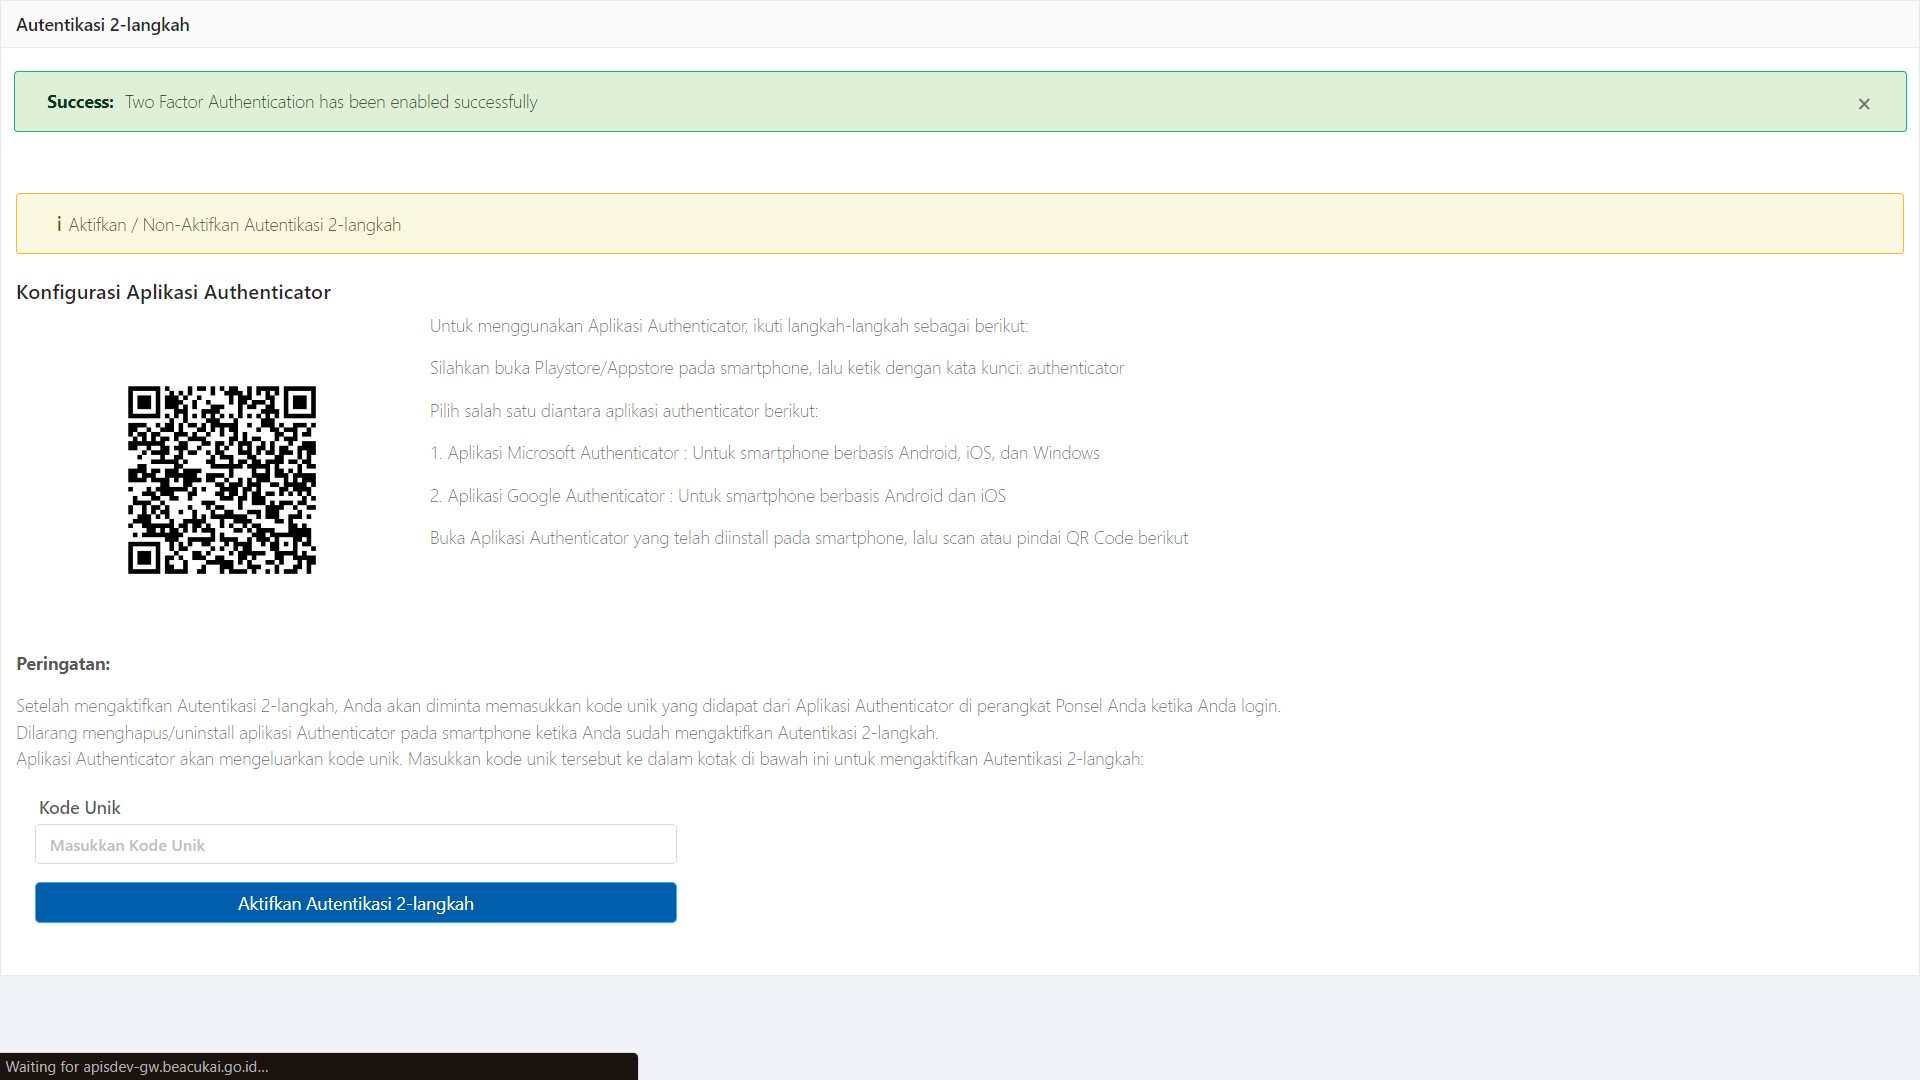 Autentikasi 2-langkah
Success: Two Factor Authentication has been enabled successfully
×
i Aktifkan / Non-Aktifkan Autentikasi 2-langkah
Konfigurasi Aplikasi Authenticator
Untuk menggunakan Aplikasi Authenticator, ikuti langkah-langkah sebagai berikut:
Silahkan buka Playstore/Appstore pada smartphone, lalu ketik dengan kata kunci: authenticator
Pilih salah satu diantara aplikasi authenticator berikut:
1. Aplikasi Microsoft Authenticator : Untuk smartphone berbasis Android, iOS, dan Windows
2. Aplikasi Google Authenticator : Untuk smartphone berbasis Android dan iOS
Buka Aplikasi Authenticator yang telah diinstall pada smartphone, lalu scan atau pindai QR Code berikut
Peringatan:
Setelah mengaktifkan Autentikasi 2-langkah, Anda akan diminta memasukkan kode unik yang didapat dari Aplikasi Authenticator di perangkat Ponsel Anda ketika Anda login.
Dilarang menghapus/uninstall aplikasi Authenticator pada smartphone ketika Anda sudah mengaktifkan Autentikasi 2-langkah.
Aplikasi Authenticator akan mengeluarkan kode unik. Masukkan kode unik tersebut ke dalam kotak di bawah ini untuk mengaktifkan Autentikasi 2-langkah:
Kode Unik
Masukkan Kode Unik
Aktifkan Autentikasi 2-langkah
Waiting for apisdev-gw.beacukai.go.id...